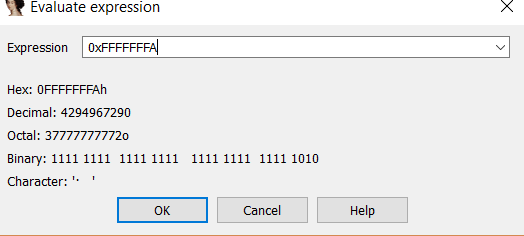 Evaluate expression
Expression 0xFFFFFFFA
Hex: 0FFFFFFFAh
Decimal: 4294967290
Octal: 37777777772o
Binary: 1111 1111 1111 1111 1111 1111 1111 1010
Character: '· '
OK Cancel Help